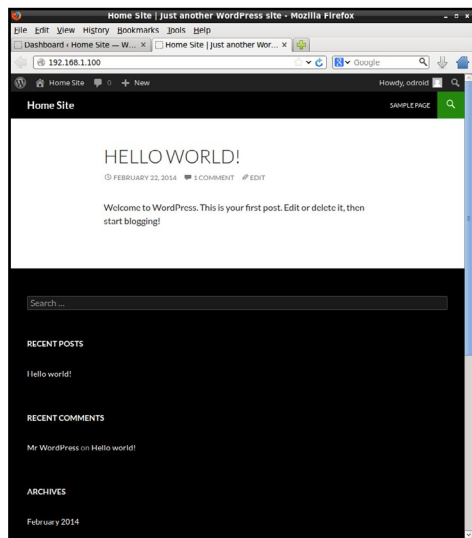 Home Site | Just another WordPress site - Mozilla Firefox
File Edit View History Bookmarks Tools Help
Dashboard ‹ Home Site — W... Home Site | Just another Wor...
192.168.1.100 Google
Home Site 0 + New Howdy, odroid
Home Site SAMPLE PAGE
HELLO WORLD!
FEBRUARY 22, 2014 1 COMMENT EDIT
Welcome to WordPress. This is your first post. Edit or delete it, then
start blogging!
Search ...
RECENT POSTS
Hello world!
RECENT COMMENTS
Mr WordPress on Hello world!
ARCHIVES
February 2014